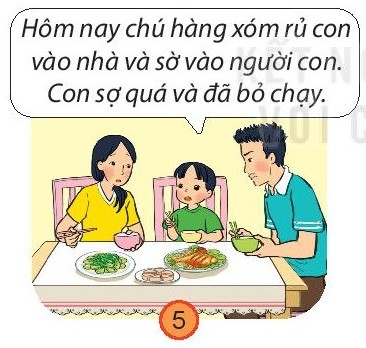 Hôm nay chú hàng xóm rủ con
vào nhà và sờ vào người con.
Con sợ quá và đã bỏ chạy.
5